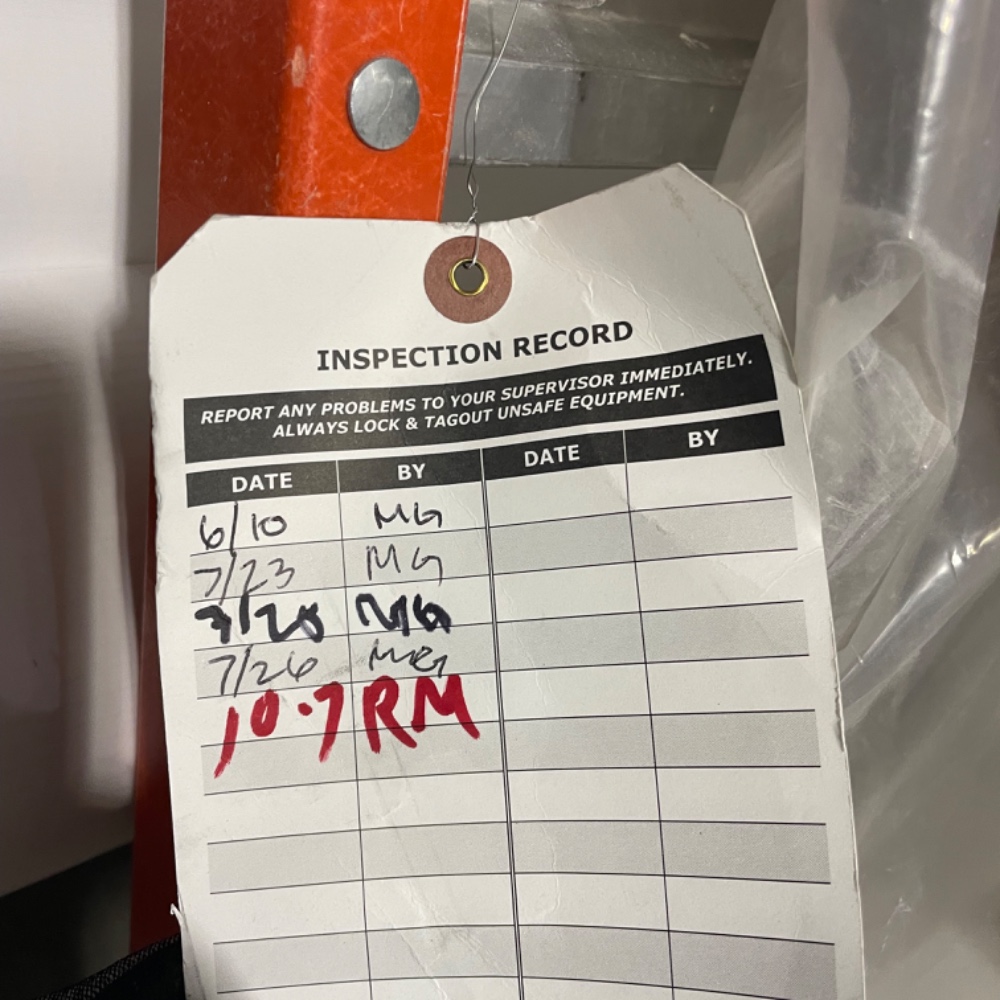 INSPECTION RECORD
REPORT ANY PROBLEMS TO YOUR SUPERVISOR IMMEDIATELY.
ALWAYS LOCK & TAGOUT UNSAFE EQUIPMENT.
DATE BY DATE BY
6/10 MG
7/23 MG
MG
7/26 MG
10.7 RM